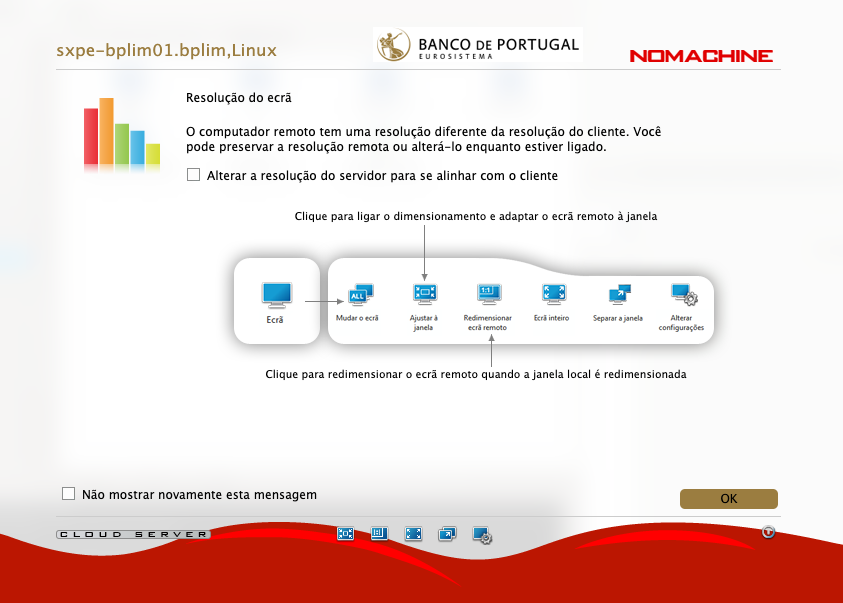 sxpe-bplim01.bplim,Linux
BANCO DE PORTUGAL
EUROSISTEMA
NOMACHINE
Resolução do ecrã
O computador remoto tem uma resolução diferente da resolução do cliente. Você
pode preservar a resolução remota ou alterá-lo enquanto estiver ligado.
Alterar a resolução do servidor para se alinhar com o cliente
Clique para ligar o dimensionamento e adaptar o ecrã remoto à janela
ALL
1:1
Ecrã
Mudar o ecrã
Ajustar à
janela
Redimensionar
ecrã remoto
Ecrã inteiro
Separar a janela
Alterar
configurações
Clique para redimensionar o ecrã remoto quando a janela local é redimensionada
Não mostrar novamente esta mensagem
OK
CLOUD SERVER
1:1